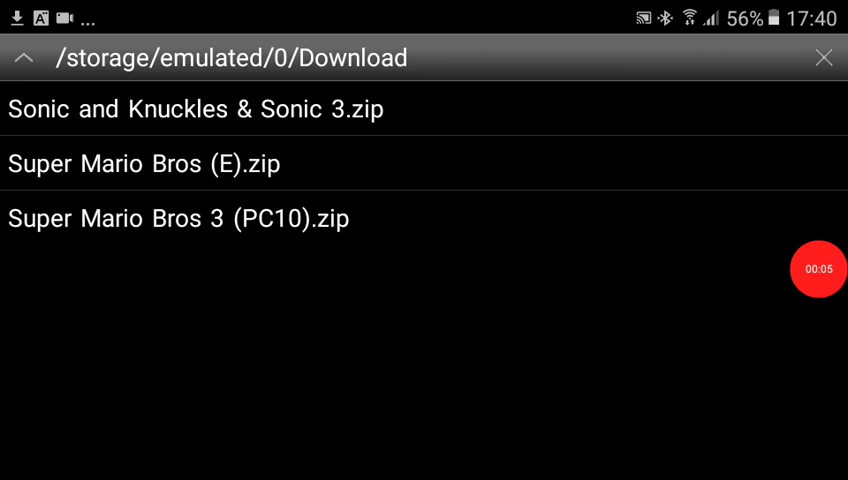 ... 56% 17:40
/storage/emulated/0/Download
Sonic and Knuckles & Sonic 3.zip
Super Mario Bros (E).zip
Super Mario Bros 3 (PC10).zip
00:05